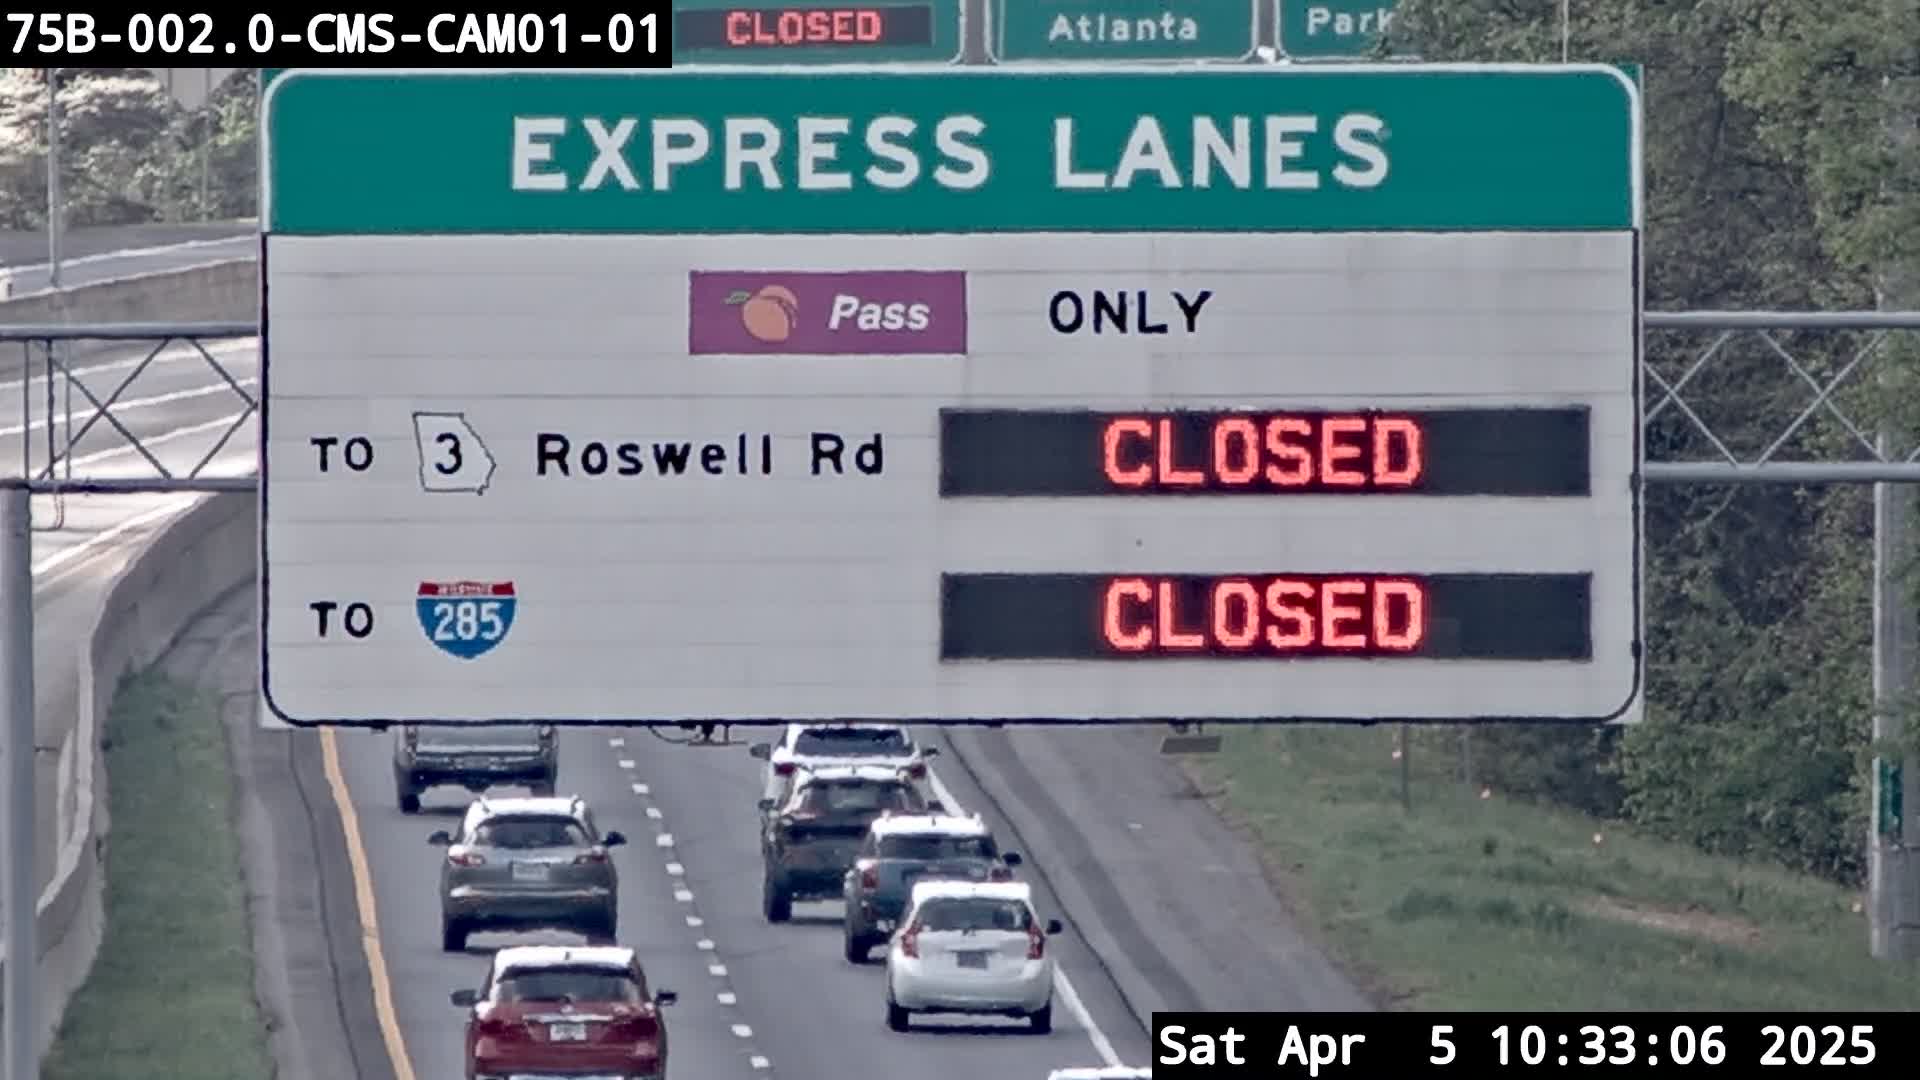 75B-002.0-CMS-CAM01-01
CLOSED
Atlanta
Park
EXPRESS LANES
Pass ONLY
TO 3 Roswell Rd CLOSED
TO INTERSTATE 285 CLOSED
Sat Apr 5 10:33:06 2025